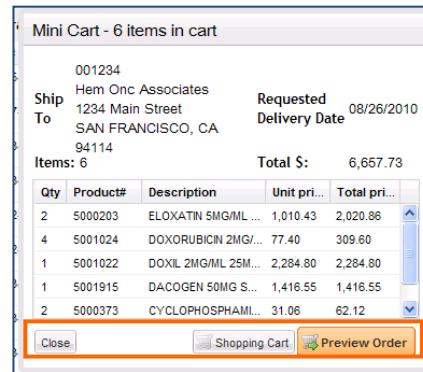 Mini Cart - 6 items in cart
001234
Ship To
Hem Onc Associates
1234 Main Street
SAN FRANCISCO, CA
94114
Requested
Delivery Date
08/26/2010
Items: 6 Total $: 6,657.73
Qty Product# Description Unit pri... Total pri...
2 5000203 ELOXATIN 5MG/ML ... 1,010.43 2,020.86
4 5001024 DOXORUBICIN 2MG/... 77.40 309.60
1 5001022 DOXIL 2MG/ML 25M... 2,284.80 2,284.80
1 5001915 DACOGEN 50MG S... 1,416.55 1,416.55
2 5000373 CYCLOPHOSPHAMI... 31.06 62.12
Close Shopping Cart Preview Order